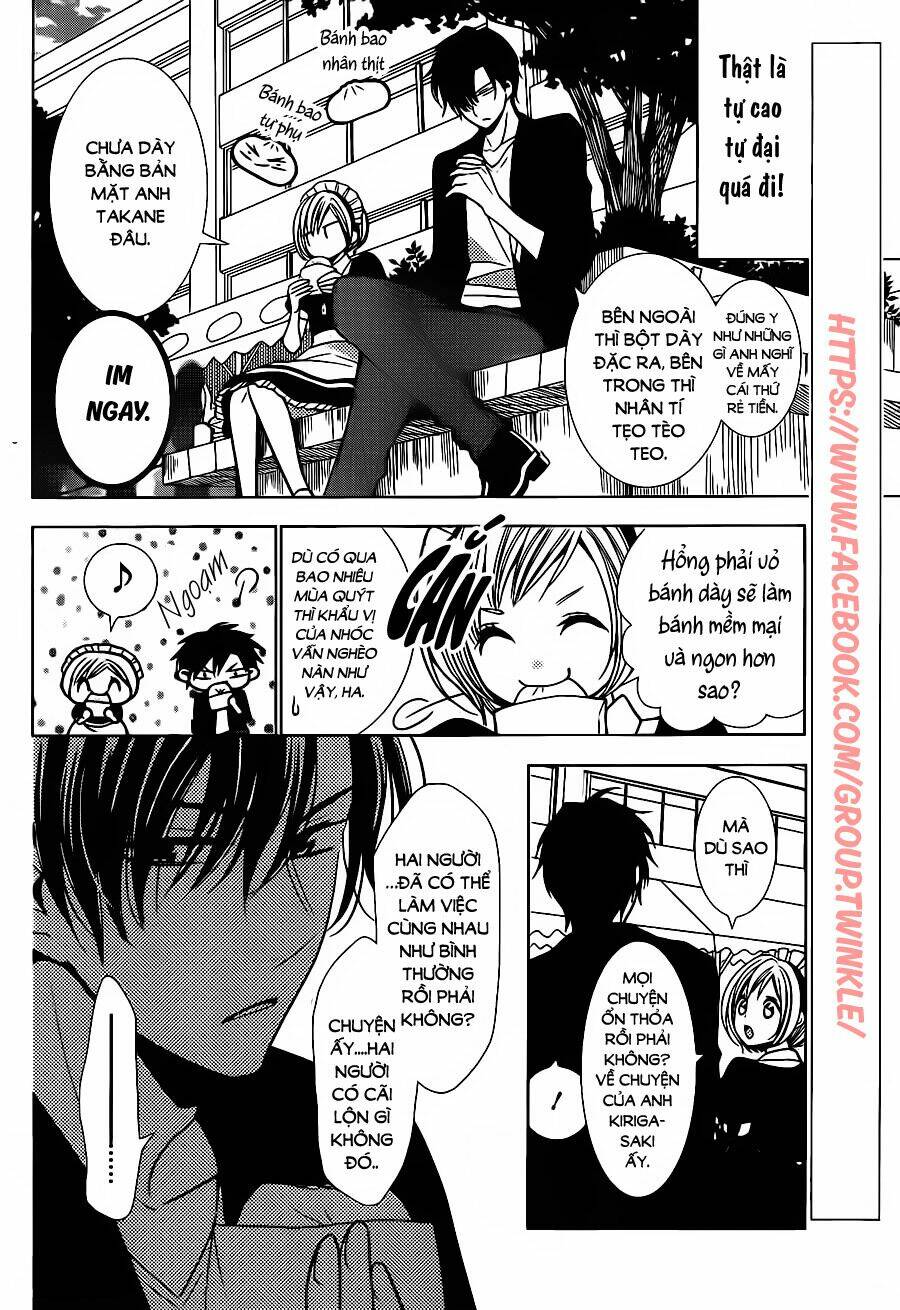 Thật là
tự cao
tự đại
quá đi!
ĐÚNG Y
NHƯ NHỮNG
GÌ ANH NGHĨ
VỀ MẤY
CÁI THỨ
RẺ TIỀN.
BÊN NGOÀI
THÌ BỘT DÀY
ĐẶC RA, BÊN
TRONG THÌ
NHÂN TÍ
TẸO TÈO
TEO.
Bánh bao
nhân thịt
Bánh bao
tự phụ
CHƯA DÀY
BẰNG BẢN
MẶT ANH
TAKANE
ĐÂU.
IM
NGAY.
Hổng phải uỏ
bánh dày sẽ làm
bánh mềm mại
uà ngon hơn
sao?
CẮN
DÙ CÓ QUA
BAO NHIÊU
MÙA QUÝT
THÌ KHẨU VỊ
CỦA NHÓC
VẪN NGHÈO
NÀN NHƯ
VẬY, HA.
Ngoạm
♪
MÀ
DÙ SAO
THÌ
MỌI
CHUYỆN
ỔN THỎA
RỒI PHẢI
KHÔNG?
VỀ CHUYỆN
CỦA ANH
KIRIGA-
SAKI
ẤY.
!
HAI NGƯỜI
...ĐÃ CÓ THỂ
LÀM VIỆC
CÙNG NHAU
NHƯ BÌNH
THƯỜNG
RỒI PHẢI
KHÔNG?
CHUYỆN
ẤY....HAI
NGƯỜI
CÓ CÃI
LỘN GÌ
KHÔNG
ĐÓ..
..........
HTTPS://WWW.FACEBOOK.COM/GROUP.TWINKLE/